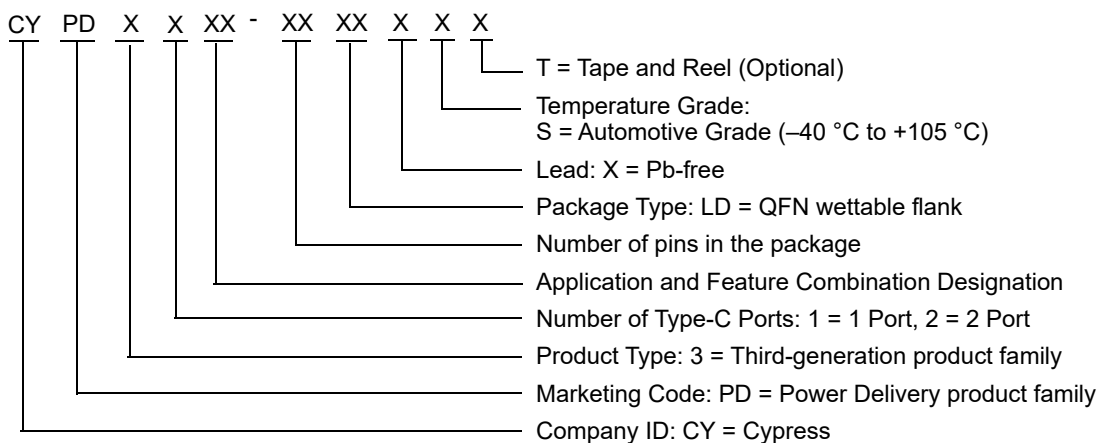 CY PD X X XX - XX XX X X X
T = Tape and Reel (Optional)
Temperature Grade:
S = Automotive Grade (–40 °C to +105 °C)
Lead: X = Pb-free
Package Type: LD = QFN wettable flank
Number of pins in the package
Application and Feature Combination Designation
Number of Type-C Ports: 1 = 1 Port, 2 = 2 Port
Product Type: 3 = Third-generation product family
Marketing Code: PD = Power Delivery product family
Company ID: CY = Cypress